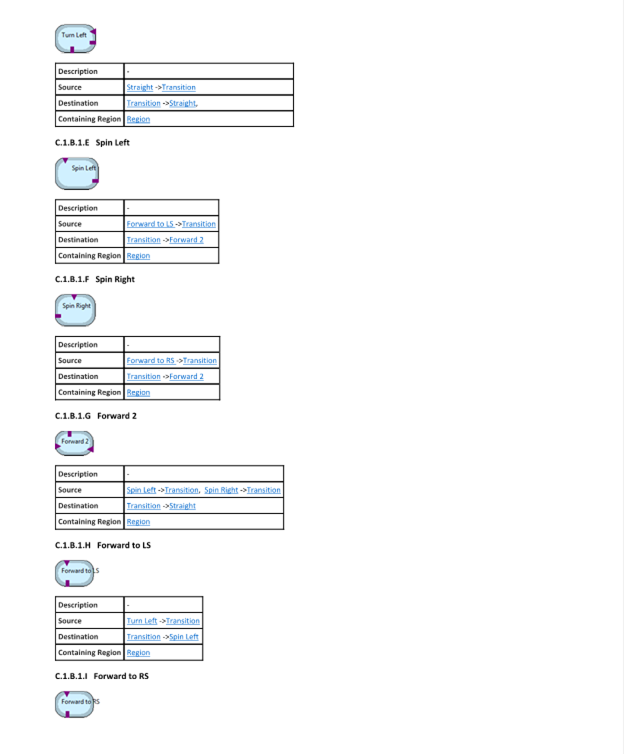 Turn Left
Description -
Source Straight ->Transition
Destination Transition ->Straight,
Containing Region Region
C.1.B.1.E Spin Left
Spin Left
Description -
Source Forward to LS ->Transition
Destination Transition ->Forward 2
Containing Region Region
C.1.B.1.F Spin Right
Spin Right
Description -
Source Forward to RS ->Transition
Destination Transition ->Forward 2
Containing Region Region
C.1.B.1.G Forward 2
Forward 2
Description -
Source Spin Left ->Transition, Spin Right ->Transition
Destination Transition ->Straight
Containing Region Region
C.1.B.1.H Forward to LS
Forward to LS
Description -
Source Turn Left ->Transition
Destination Transition ->Spin Left
Containing Region Region
C.1.B.1.I Forward to RS
Forward to RS